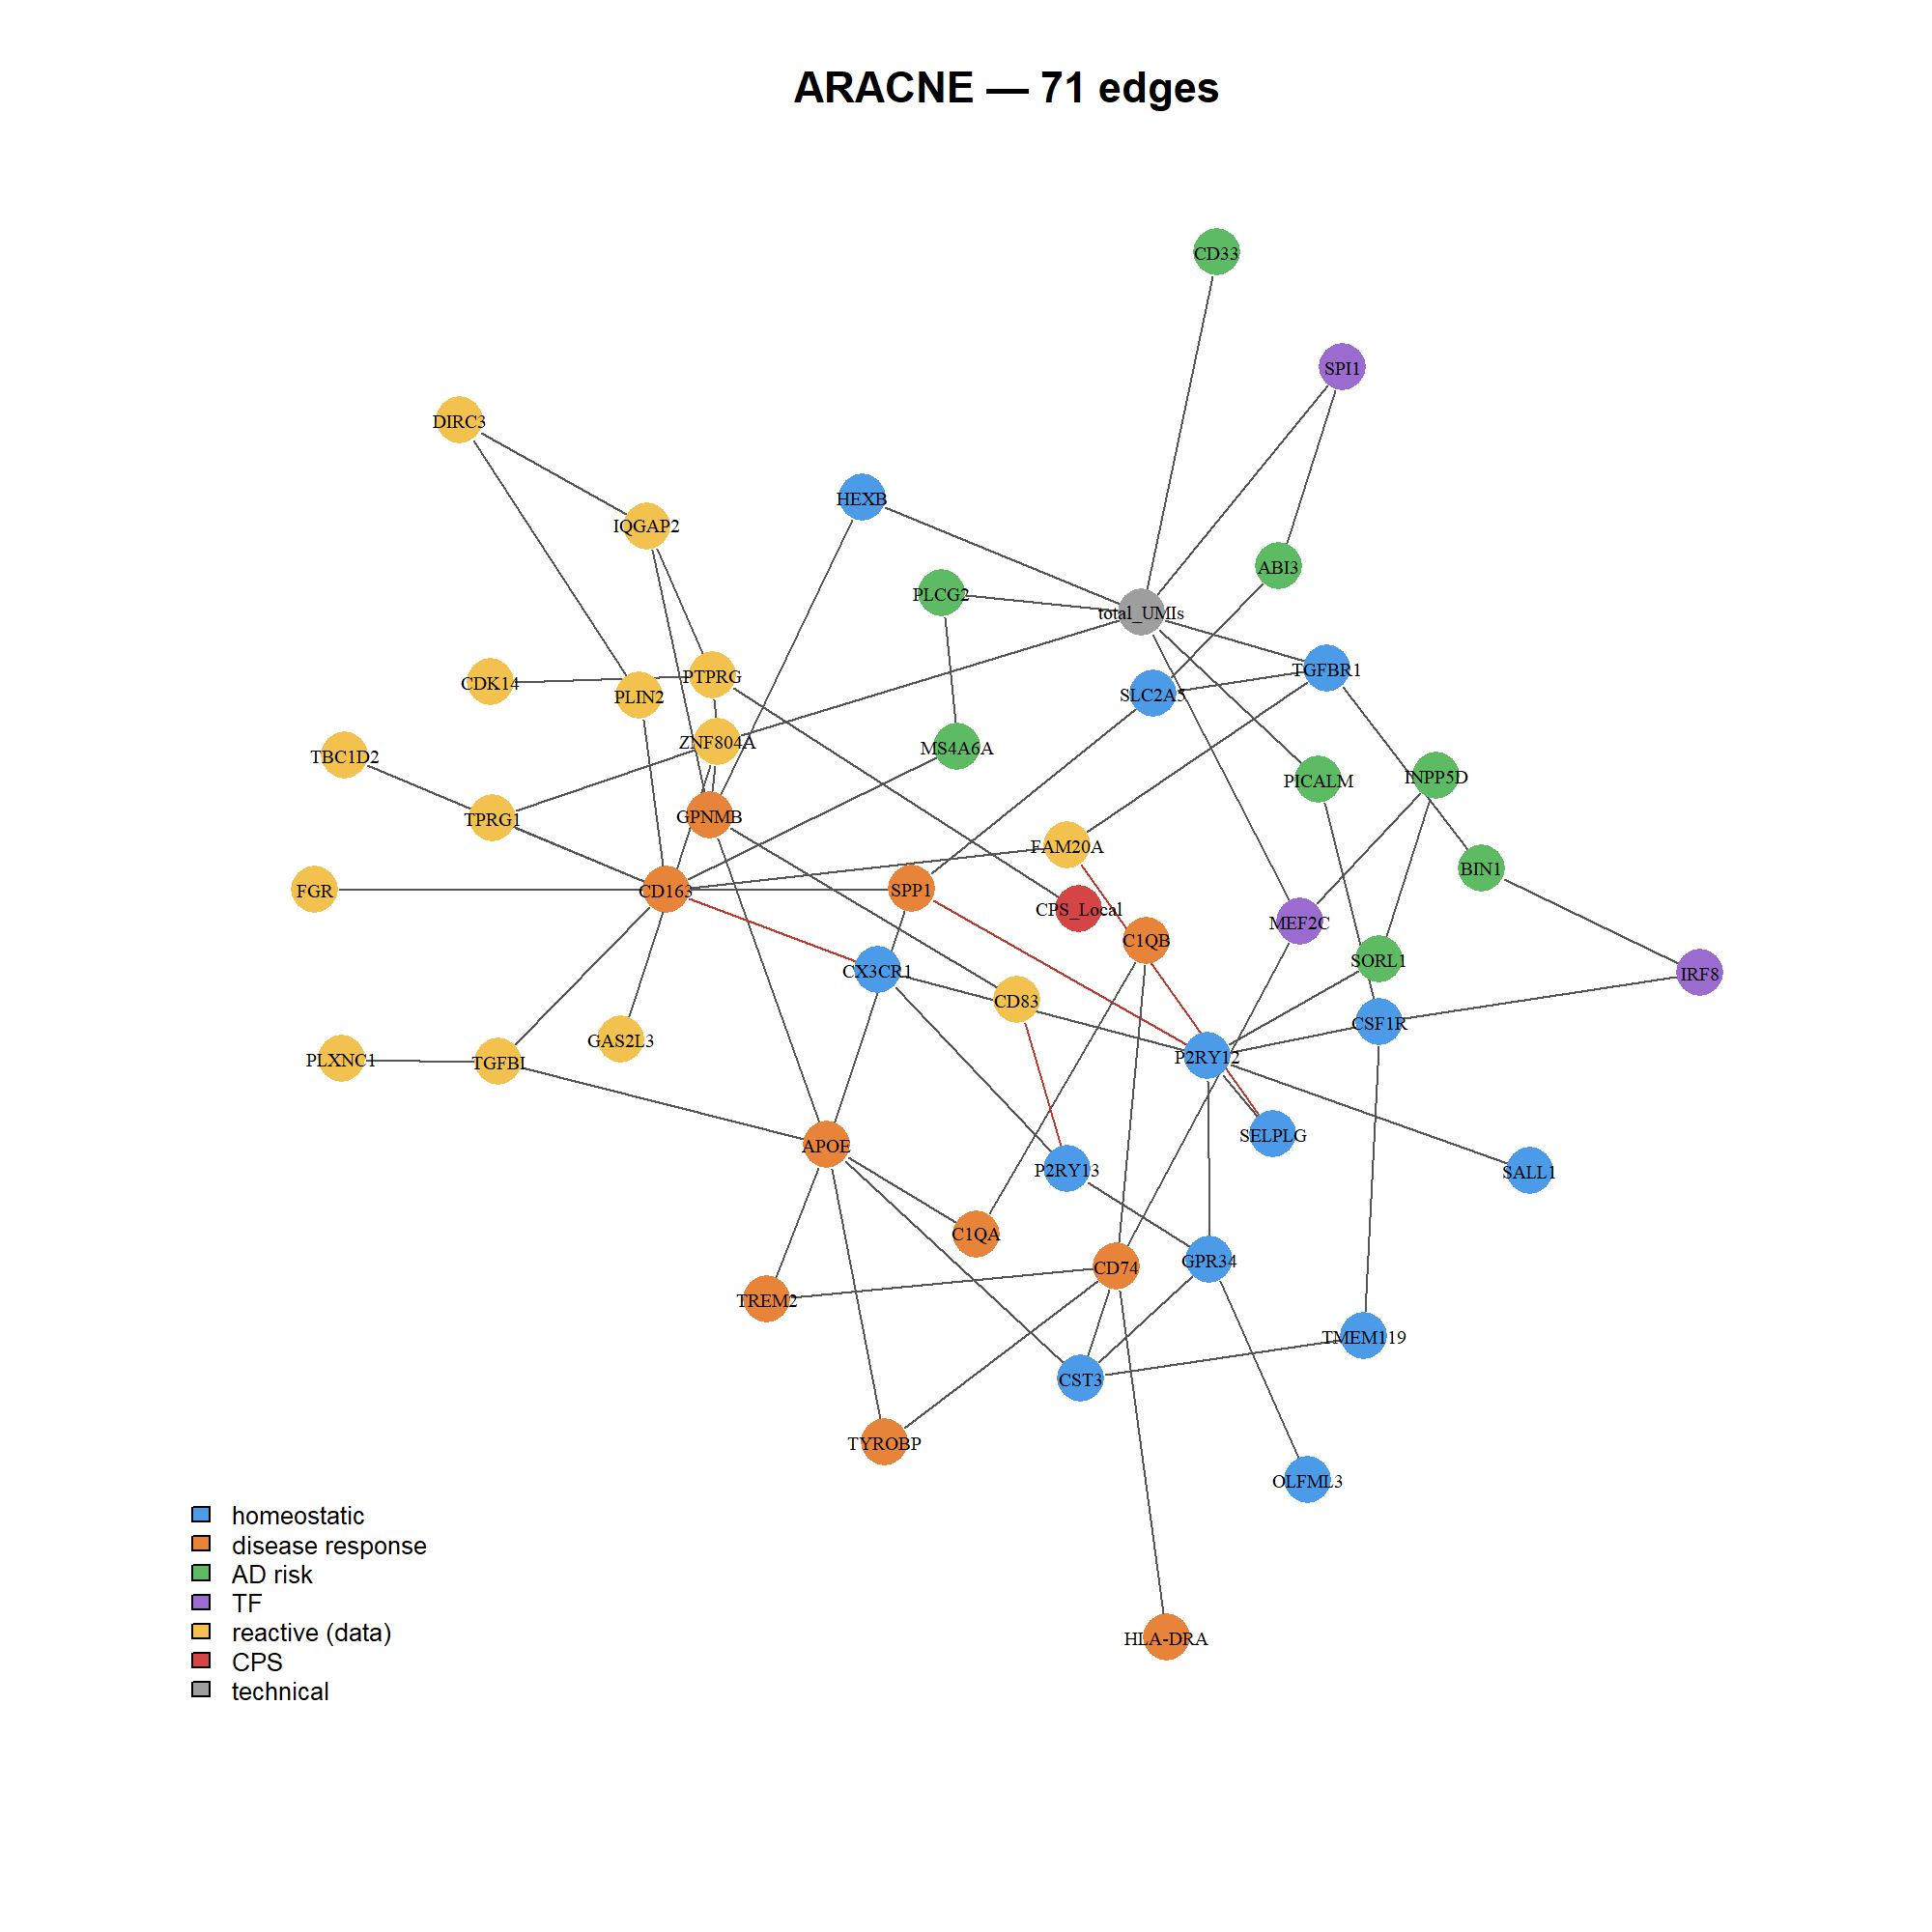 ARACNE — 71 edges
CD33
SPI1
DIRC3
HEXB
IQGAP2
ABI3
PLCG2
total_UMIs
TGFBR1
PTPRG
CDK14
PLIN2
SLC2A5
ZNF804A
MS4A6A
TBC1D2
INPP5D
PICALM
GPNMB
TPRG1
FAM20A
BIN1
FGR
CD163
SPP1
CPS_Local
MEF2C
C1QB
SORL1
CX3CR1
IRF8
CD83
CSF1R
GAS2L3
PLXNC1
TGFBI
P2RY12
SELPLG
APOE
P2RY13
SALL1
C1QA
GPR34
CD74
TREM2
TMEM119
CST3
TYROBP
OLFML3
HLA-DRA
homeostatic
disease response
AD risk
TF
reactive (data)
CPS
technical